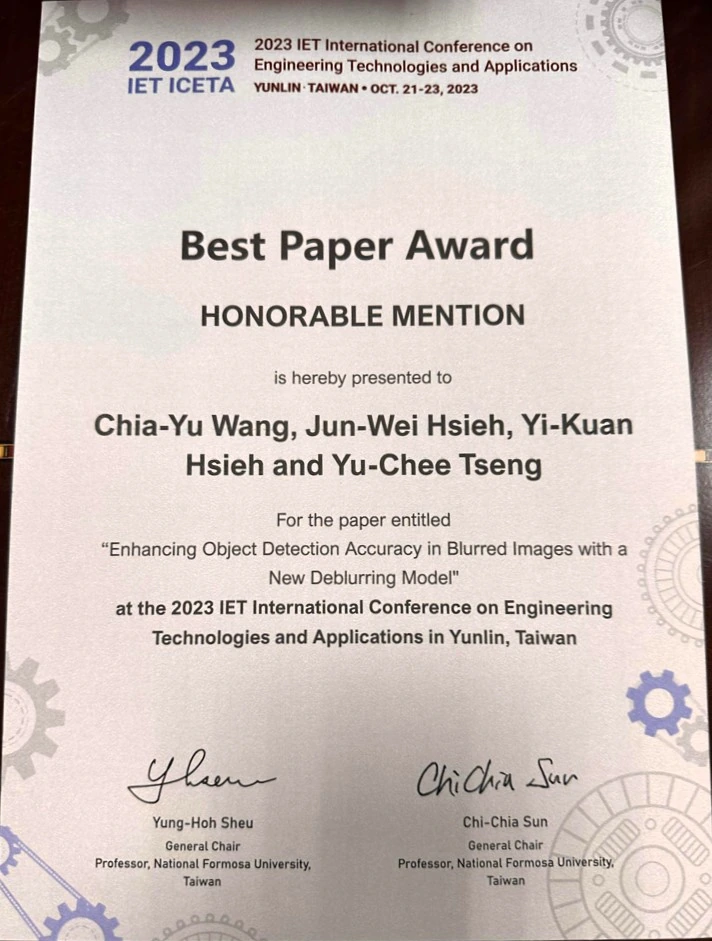 2023
IET ICETA
2023 IET International Conference on
Engineering Technologies and Applications
YUNLIN · TAIWAN • OCT. 21-23, 2023
Best Paper Award
HONORABLE MENTION
is hereby presented to
Chia-Yu Wang, Jun-Wei Hsieh, Yi-Kuan
Hsieh and Yu-Chee Tseng
For the paper entitled
“Enhancing Object Detection Accuracy in Blurred Images with a
New Deblurring Model"
at the 2023 IET International Conference on Engineering
Technologies and Applications in Yunlin, Taiwan
ChiChia Sun
Yung-Hoh Sheu
General Chair
Professor, National Formosa University,
Taiwan
Chi-Chia Sun
General Chair
Professor, National Formosa University,
Taiwan